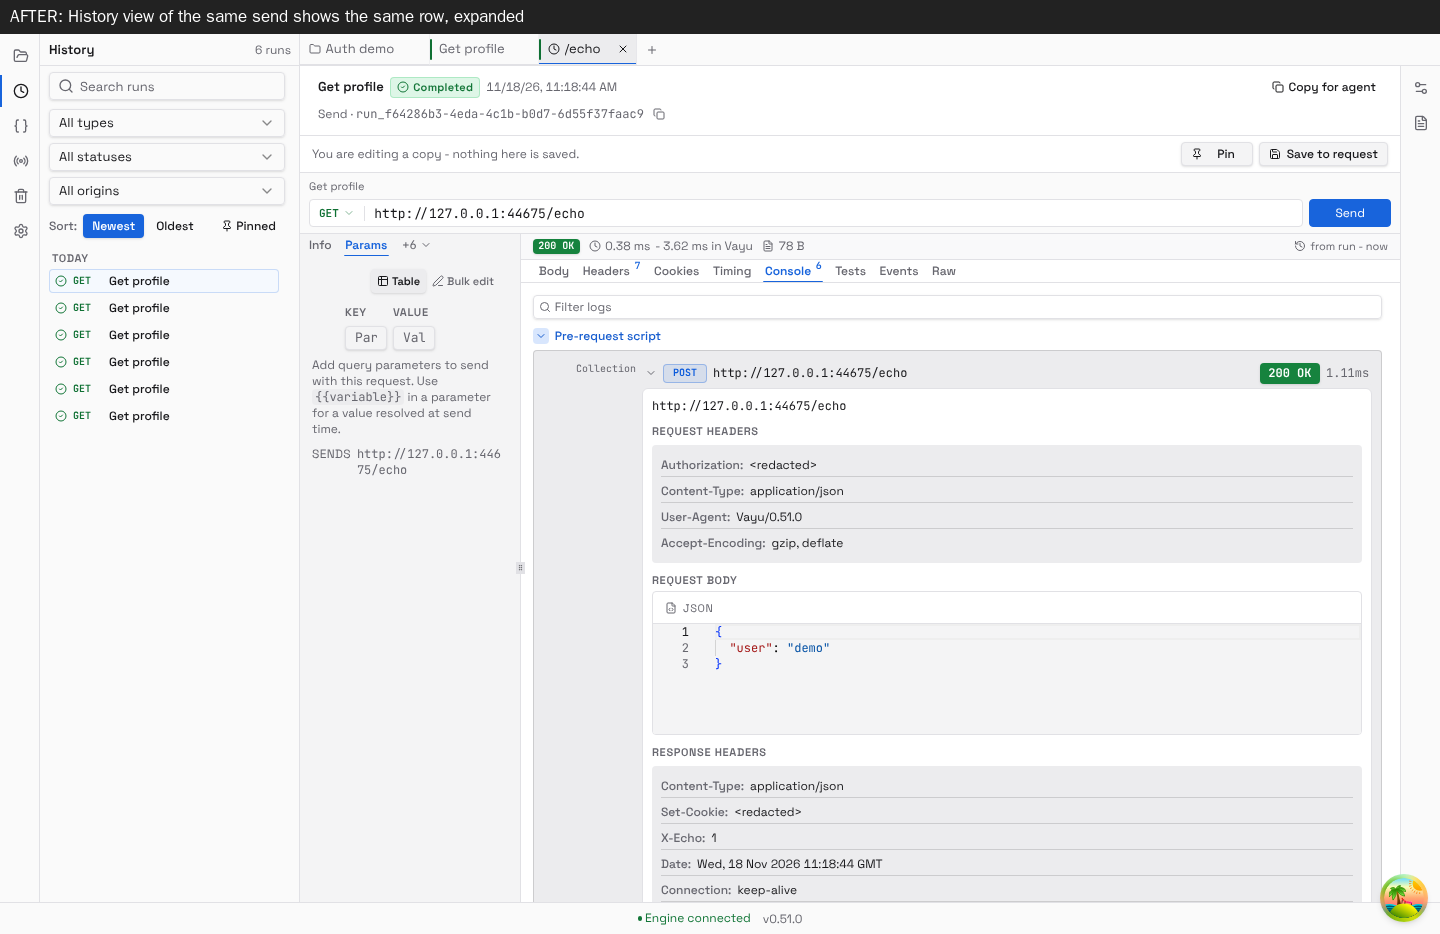 AFTER: History view of the same send shows the same row, expanded
History
6 runs
Search runs
All types
All statuses
All origins
Sort: Newest Oldest Pinned
TODAY
GET Get profile
GET Get profile
GET Get profile
GET Get profile
GET Get profile
GET Get profile
Auth demo
Get profile
/echo
Get profile Completed 11/18/26, 11:18:44 AM
Copy for agent
Send · run_f64286b3-4eda-4c1b-b0d7-6d55f37faac9
You are editing a copy - nothing here is saved.
Pin
Save to request
Get profile
GET http://127.0.0.1:44675/echo
Send
Info Params +6
Table Bulk edit
KEY VALUE
Par Val
Add query parameters to send
with this request. Use
{{variable}} in a parameter
for a value resolved at send
time.
SENDS http://127.0.0.1:446
75/echo
200 OK 0.38 ms - 3.62 ms in Vayu 78 B
from run - now
Body Headers 7 Cookies Timing Console 6 Tests Events Raw
Filter logs
Pre-request script
Collection POST http://127.0.0.1:44675/echo 200 OK 1.11ms
http://127.0.0.1:44675/echo
REQUEST HEADERS
Authorization: <redacted>
Content-Type: application/json
User-Agent: Vayu/0.51.0
Accept-Encoding: gzip, deflate
REQUEST BODY
JSON
1 {
2 "user": "demo"
3 }
RESPONSE HEADERS
Content-Type: application/json
Set-Cookie: <redacted>
X-Echo: 1
Date: Wed, 18 Nov 2026 11:18:44 GMT
Connection: keep-alive
Engine connected v0.51.0